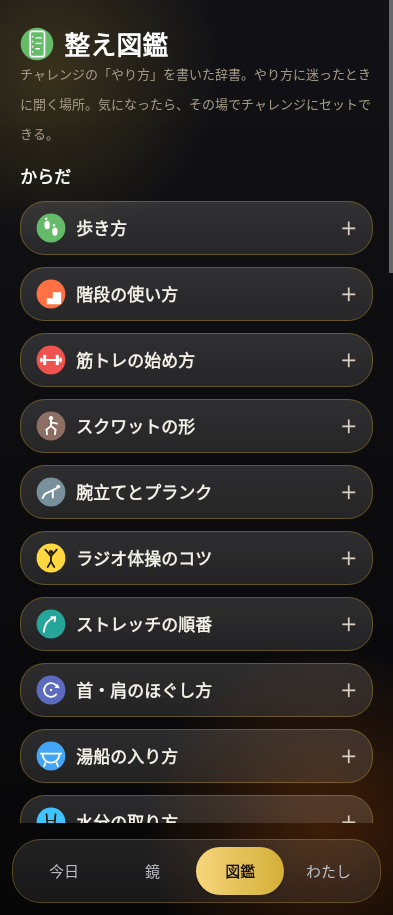 整え図鑑
チャレンジの「やり方」を書いた辞書。やり方に迷ったとき
に開く場所。気になったら、その場でチャレンジにセットで
きる。
からだ
歩き方
階段の使い方
筋トレの始め方
スクワットの形
腕立てとプランク
ラジオ体操のコツ
ストレッチの順番
首・肩のほぐし方
湯船の入り方
水分の取り方
今日 鏡 図鑑 わたし